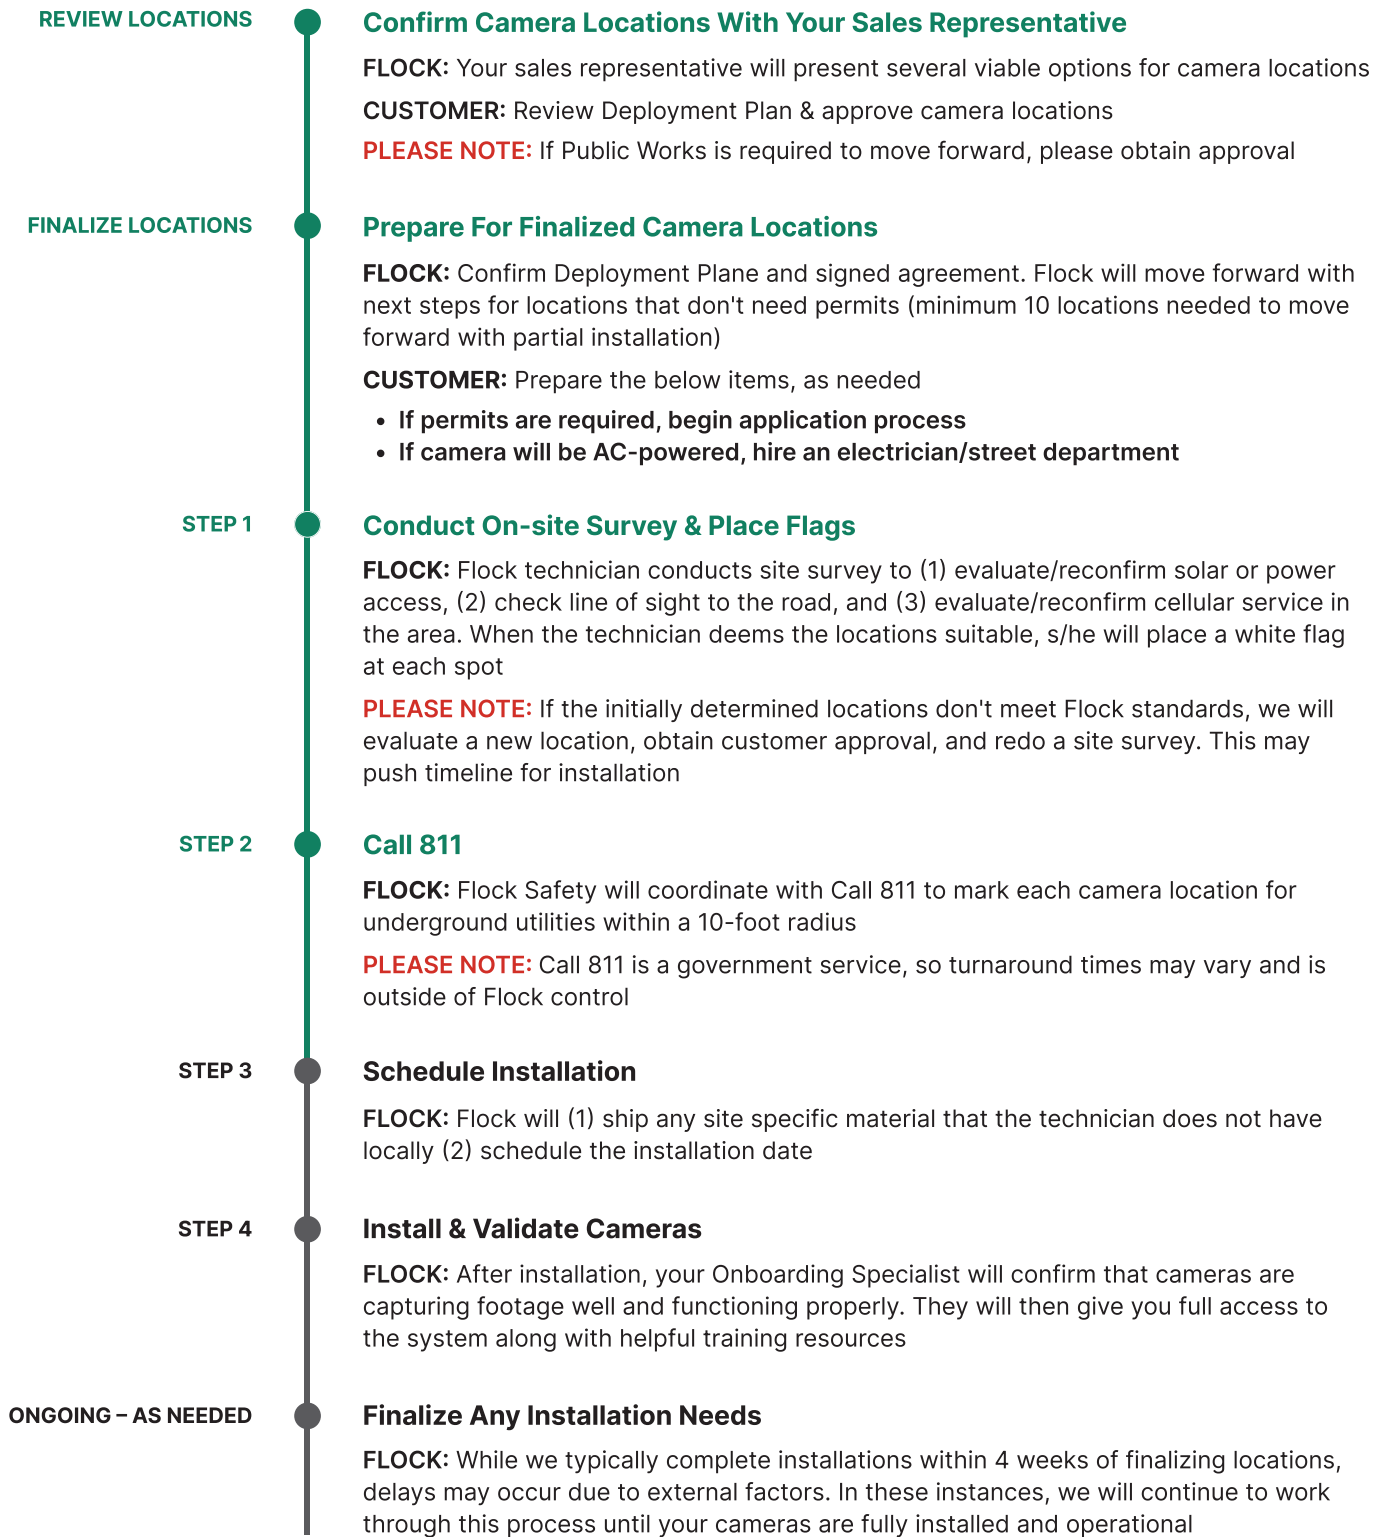 REVIEW LOCATIONS
Confirm Camera Locations With Your Sales Representative
FLOCK: Your sales representative will present several viable options for camera locations
CUSTOMER: Review Deployment Plan & approve camera locations
PLEASE NOTE: If Public Works is required to move forward, please obtain approval
FINALIZE LOCATIONS
Prepare For Finalized Camera Locations
FLOCK: Confirm Deployment Plane and signed agreement. Flock will move forward with
next steps for locations that don't need permits (minimum 10 locations needed to move
forward with partial installation)
CUSTOMER: Prepare the below items, as needed
• If permits are required, begin application process
• If camera will be AC-powered, hire an electrician/street department
STEP 1
Conduct On-site Survey & Place Flags
FLOCK: Flock technician conducts site survey to (1) evaluate/reconfirm solar or power
access, (2) check line of sight to the road, and (3) evaluate/reconfirm cellular service in
the area. When the technician deems the locations suitable, s/he will place a white flag
at each spot
PLEASE NOTE: If the initially determined locations don't meet Flock standards, we will
evaluate a new location, obtain customer approval, and redo a site survey. This may
push timeline for installation
STEP 2
Call 811
FLOCK: Flock Safety will coordinate with Call 811 to mark each camera location for
underground utilities within a 10-foot radius
PLEASE NOTE: Call 811 is a government service, so turnaround times may vary and is
outside of Flock control
STEP 3
Schedule Installation
FLOCK: Flock will (1) ship any site specific material that the technician does not have
locally (2) schedule the installation date
STEP 4
Install & Validate Cameras
FLOCK: After installation, your Onboarding Specialist will confirm that cameras are
capturing footage well and functioning properly. They will then give you full access to
the system along with helpful training resources
ONGOING – AS NEEDED
Finalize Any Installation Needs
FLOCK: While we typically complete installations within 4 weeks of finalizing locations,
delays may occur due to external factors. In these instances, we will continue to work
through this process until your cameras are fully installed and operational